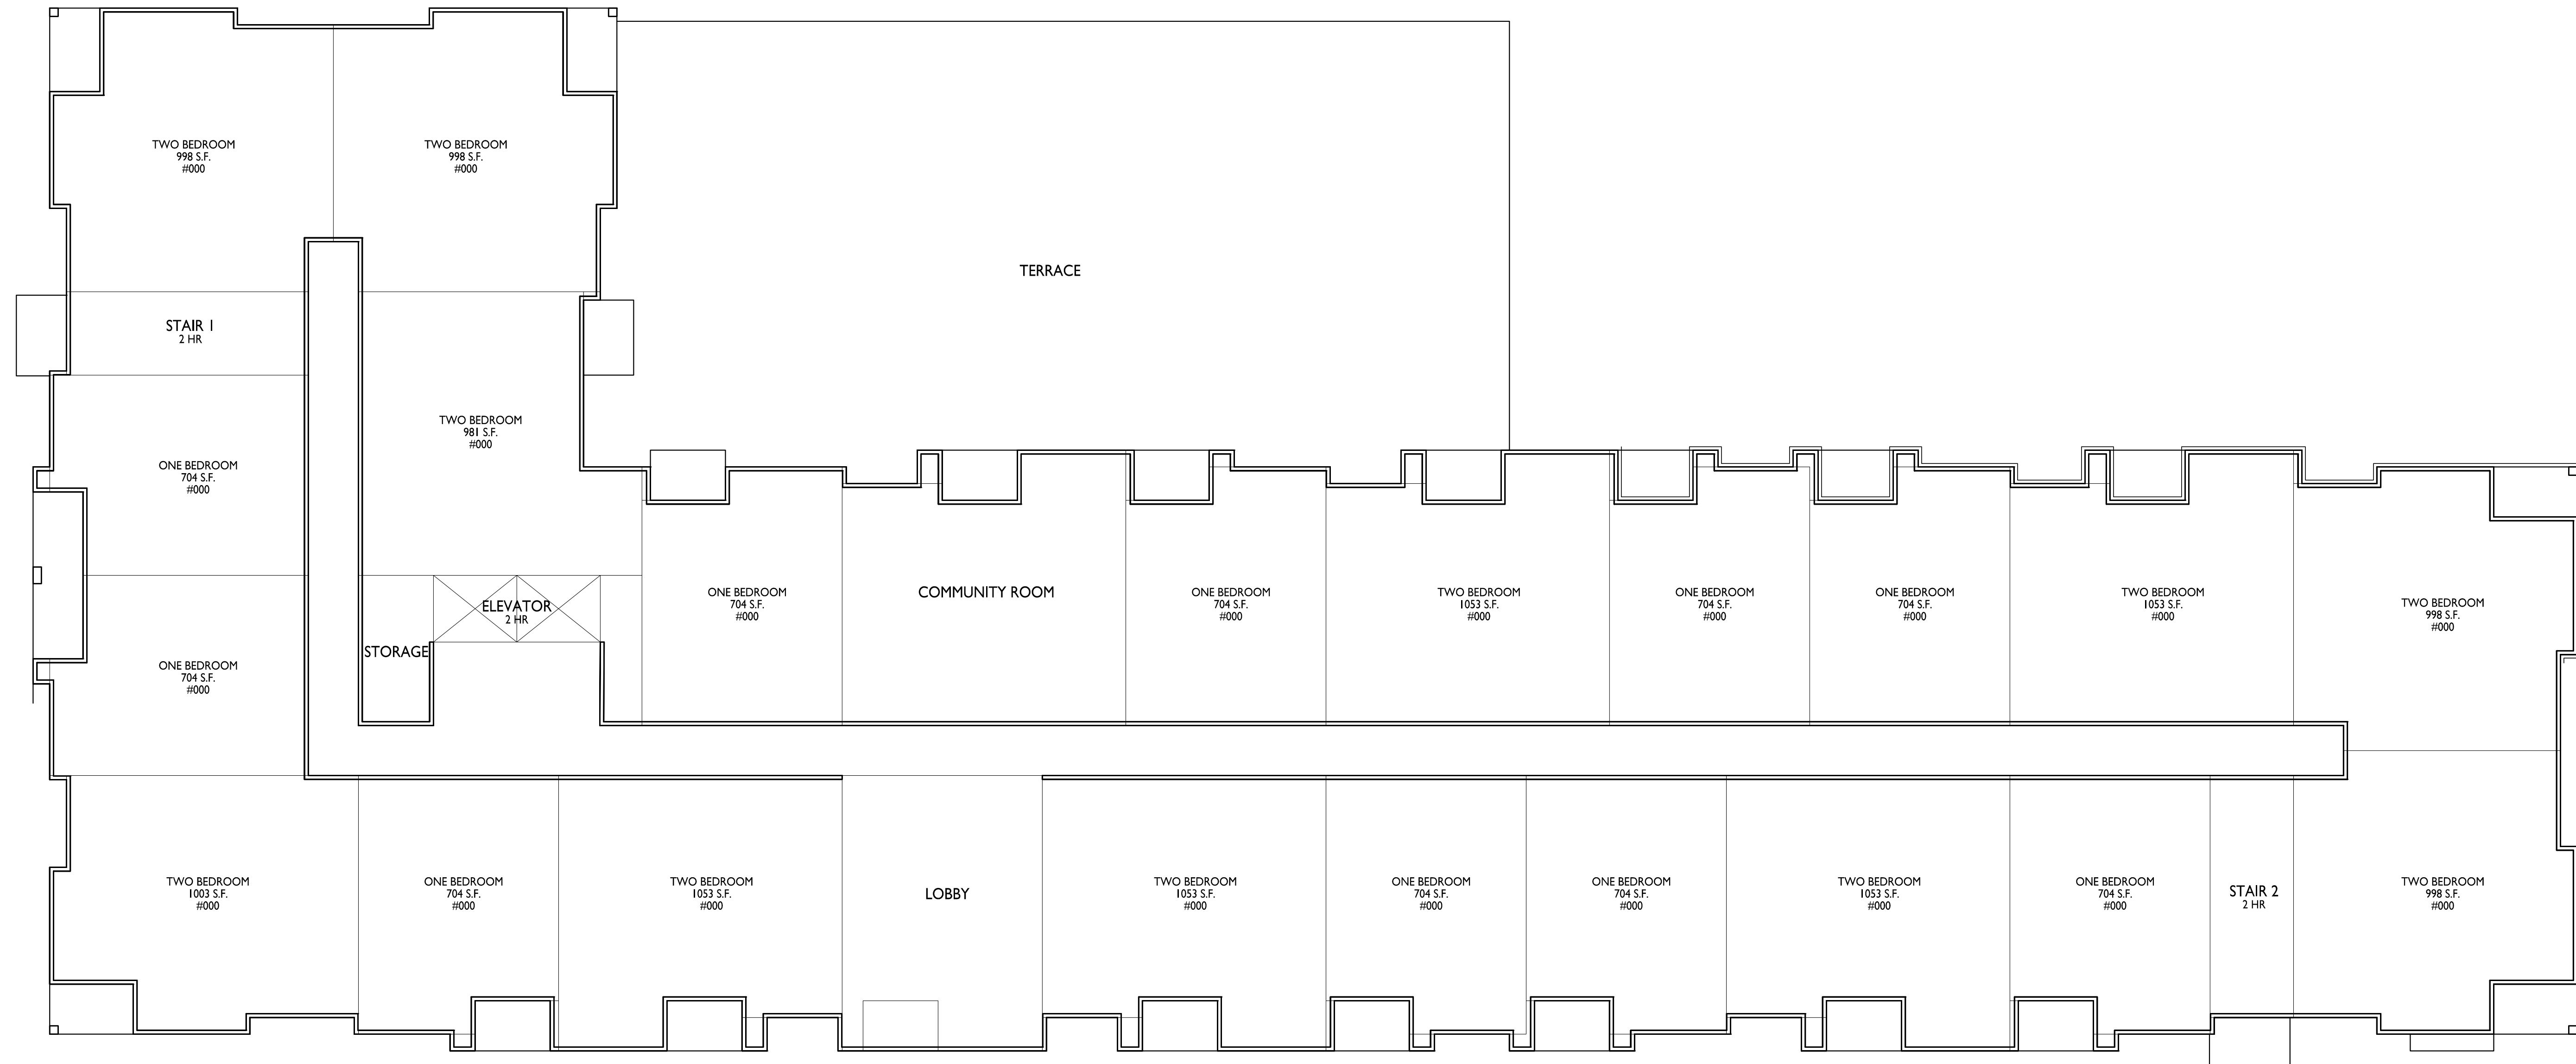 TWO BEDROOM
998 S.F.
#000
TWO BEDROOM
998 S.F.
#000
TERRACE
STAIR 1
2 HR
TWO BEDROOM
981 S.F.
#000
ONE BEDROOM
704 S.F.
#000
ELEVATOR
2 HR
STORAGE
ONE BEDROOM
704 S.F.
#000
ONE BEDROOM
704 S.F.
#000
COMMUNITY ROOM
ONE BEDROOM
704 S.F.
#000
TWO BEDROOM
1053 S.F.
#000
ONE BEDROOM
704 S.F.
#000
ONE BEDROOM
704 S.F.
#000
TWO BEDROOM
1053 S.F.
#000
TWO BEDROOM
998 S.F.
#000
TWO BEDROOM
1003 S.F.
#000
ONE BEDROOM
704 S.F.
#000
TWO BEDROOM
1053 S.F.
#000
LOBBY
TWO BEDROOM
1053 S.F.
#000
ONE BEDROOM
704 S.F.
#000
ONE BEDROOM
704 S.F.
#000
TWO BEDROOM
1053 S.F.
#000
ONE BEDROOM
704 S.F.
#000
STAIR 2
2 HR
TWO BEDROOM
998 S.F.
#000